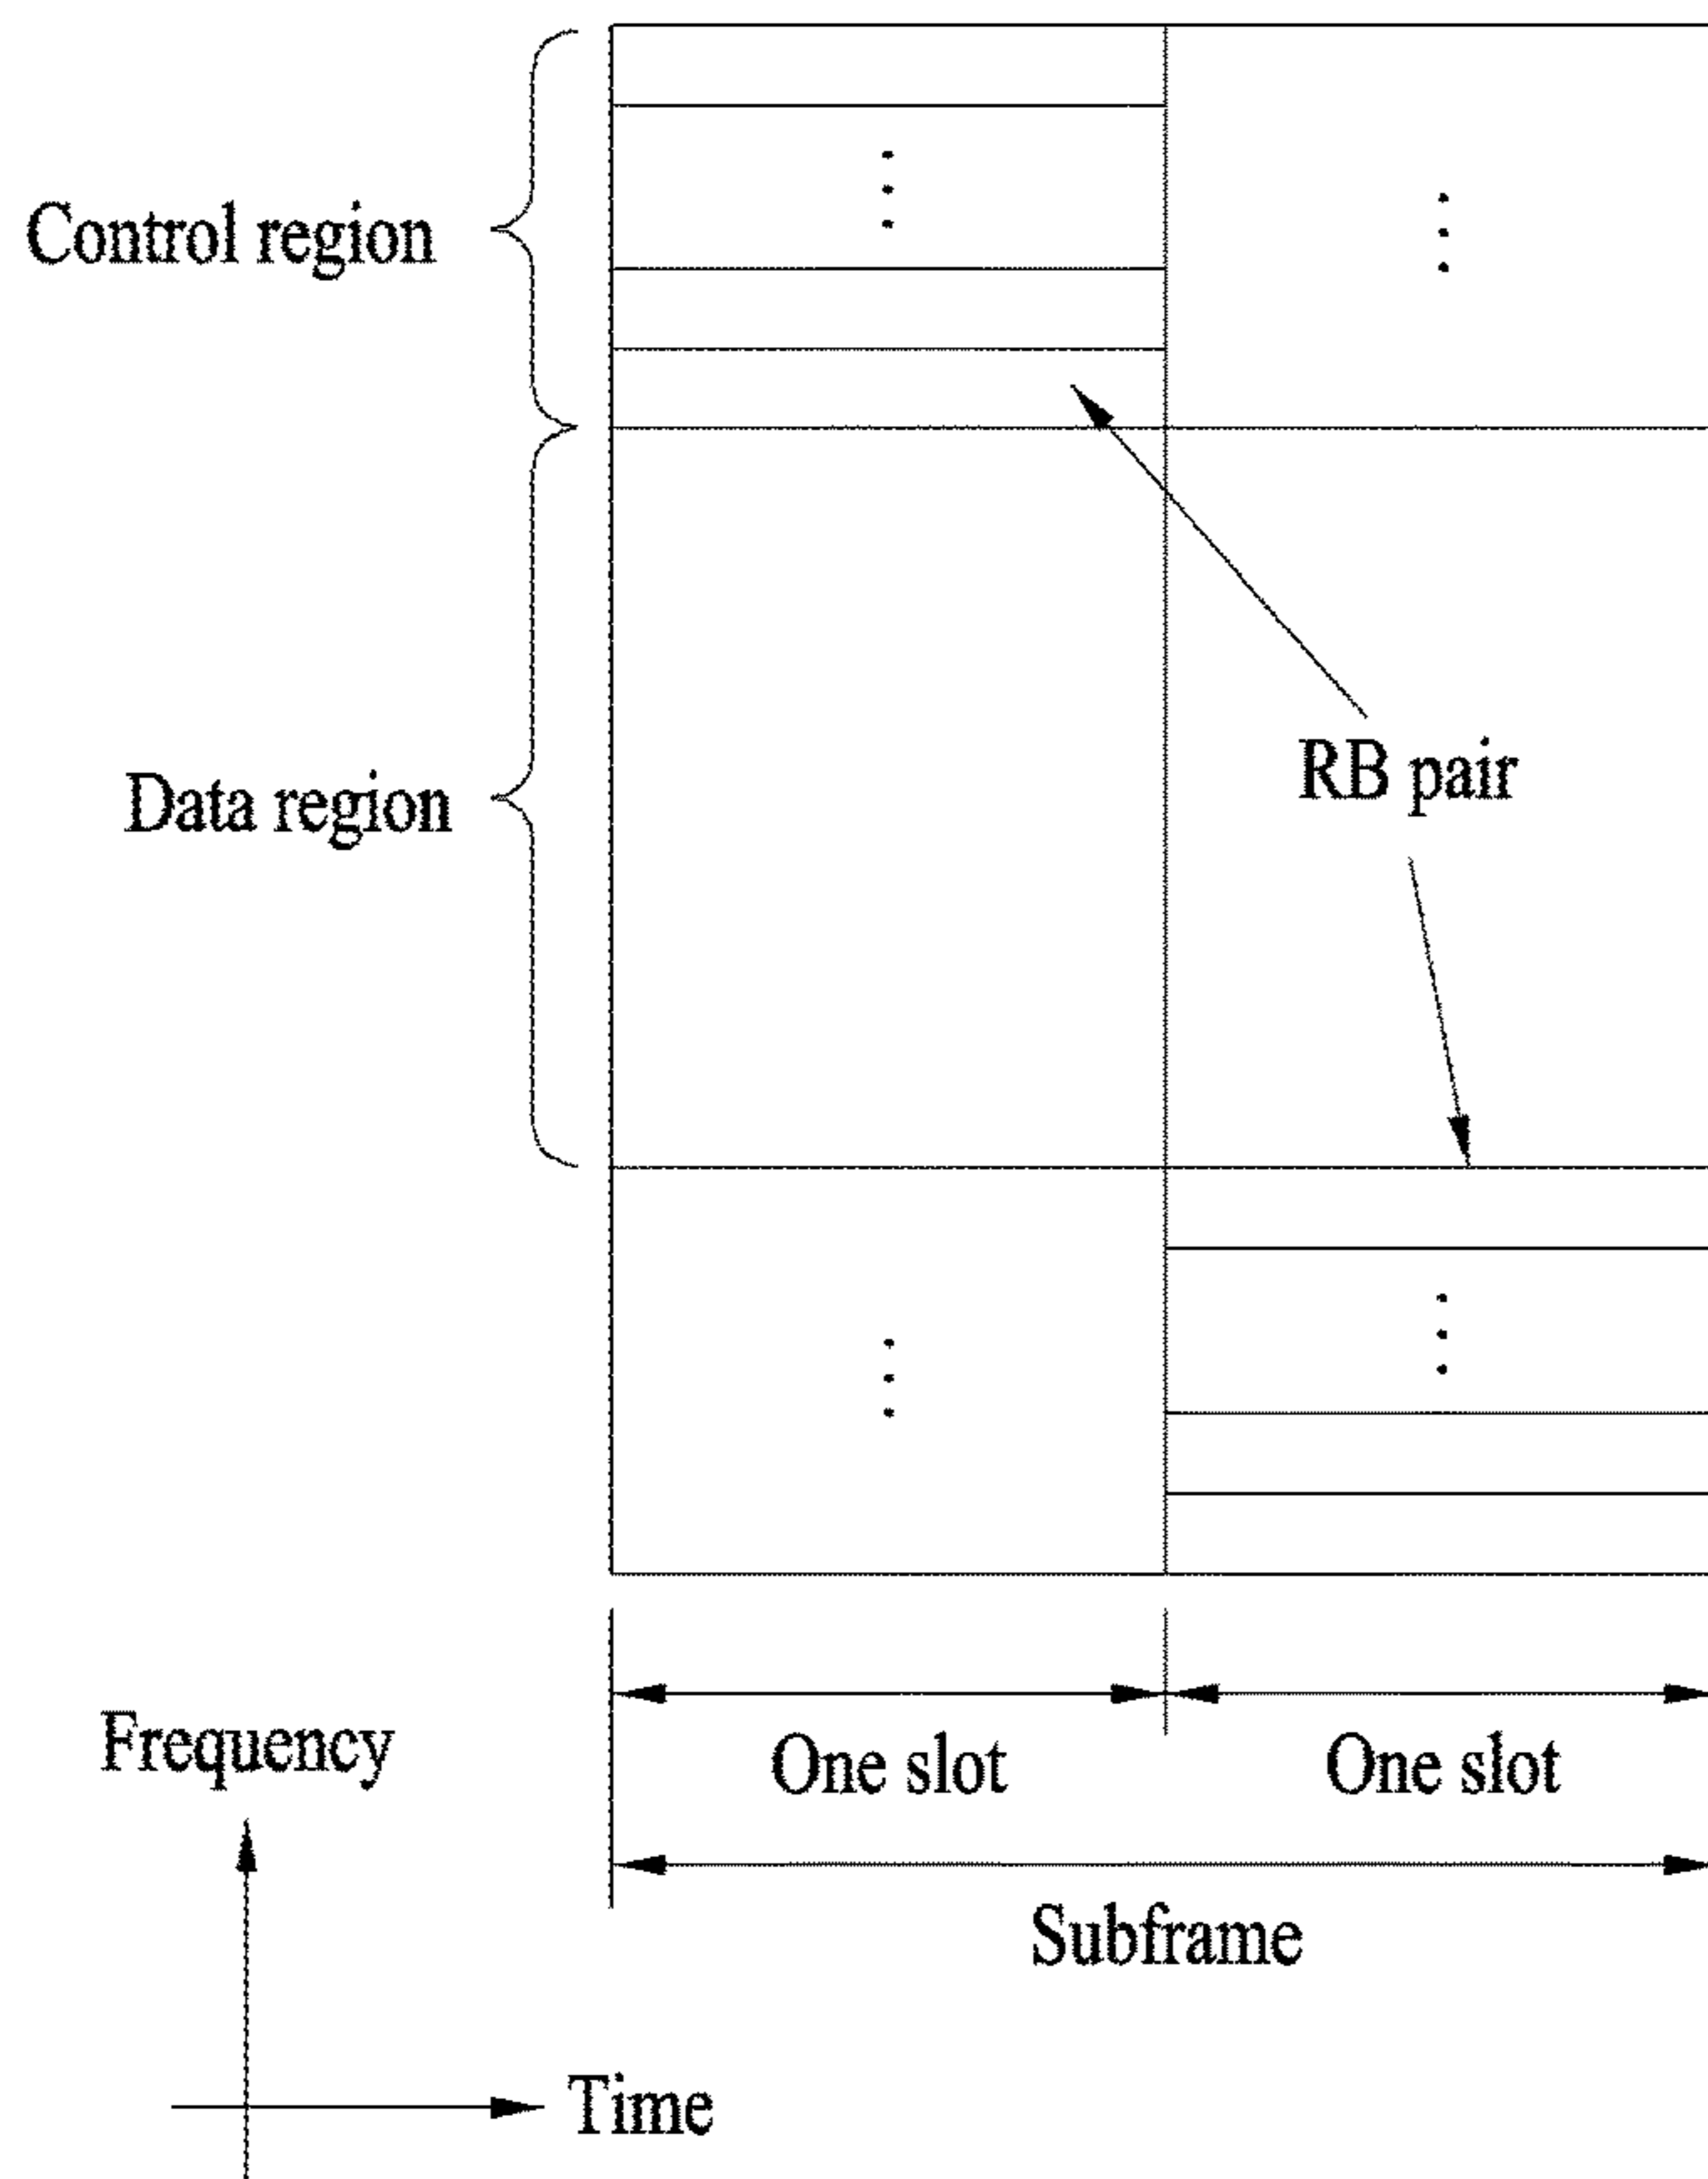 Control region
RB pair
Data region
Frequency
One slot
One slot
Subframe
Time